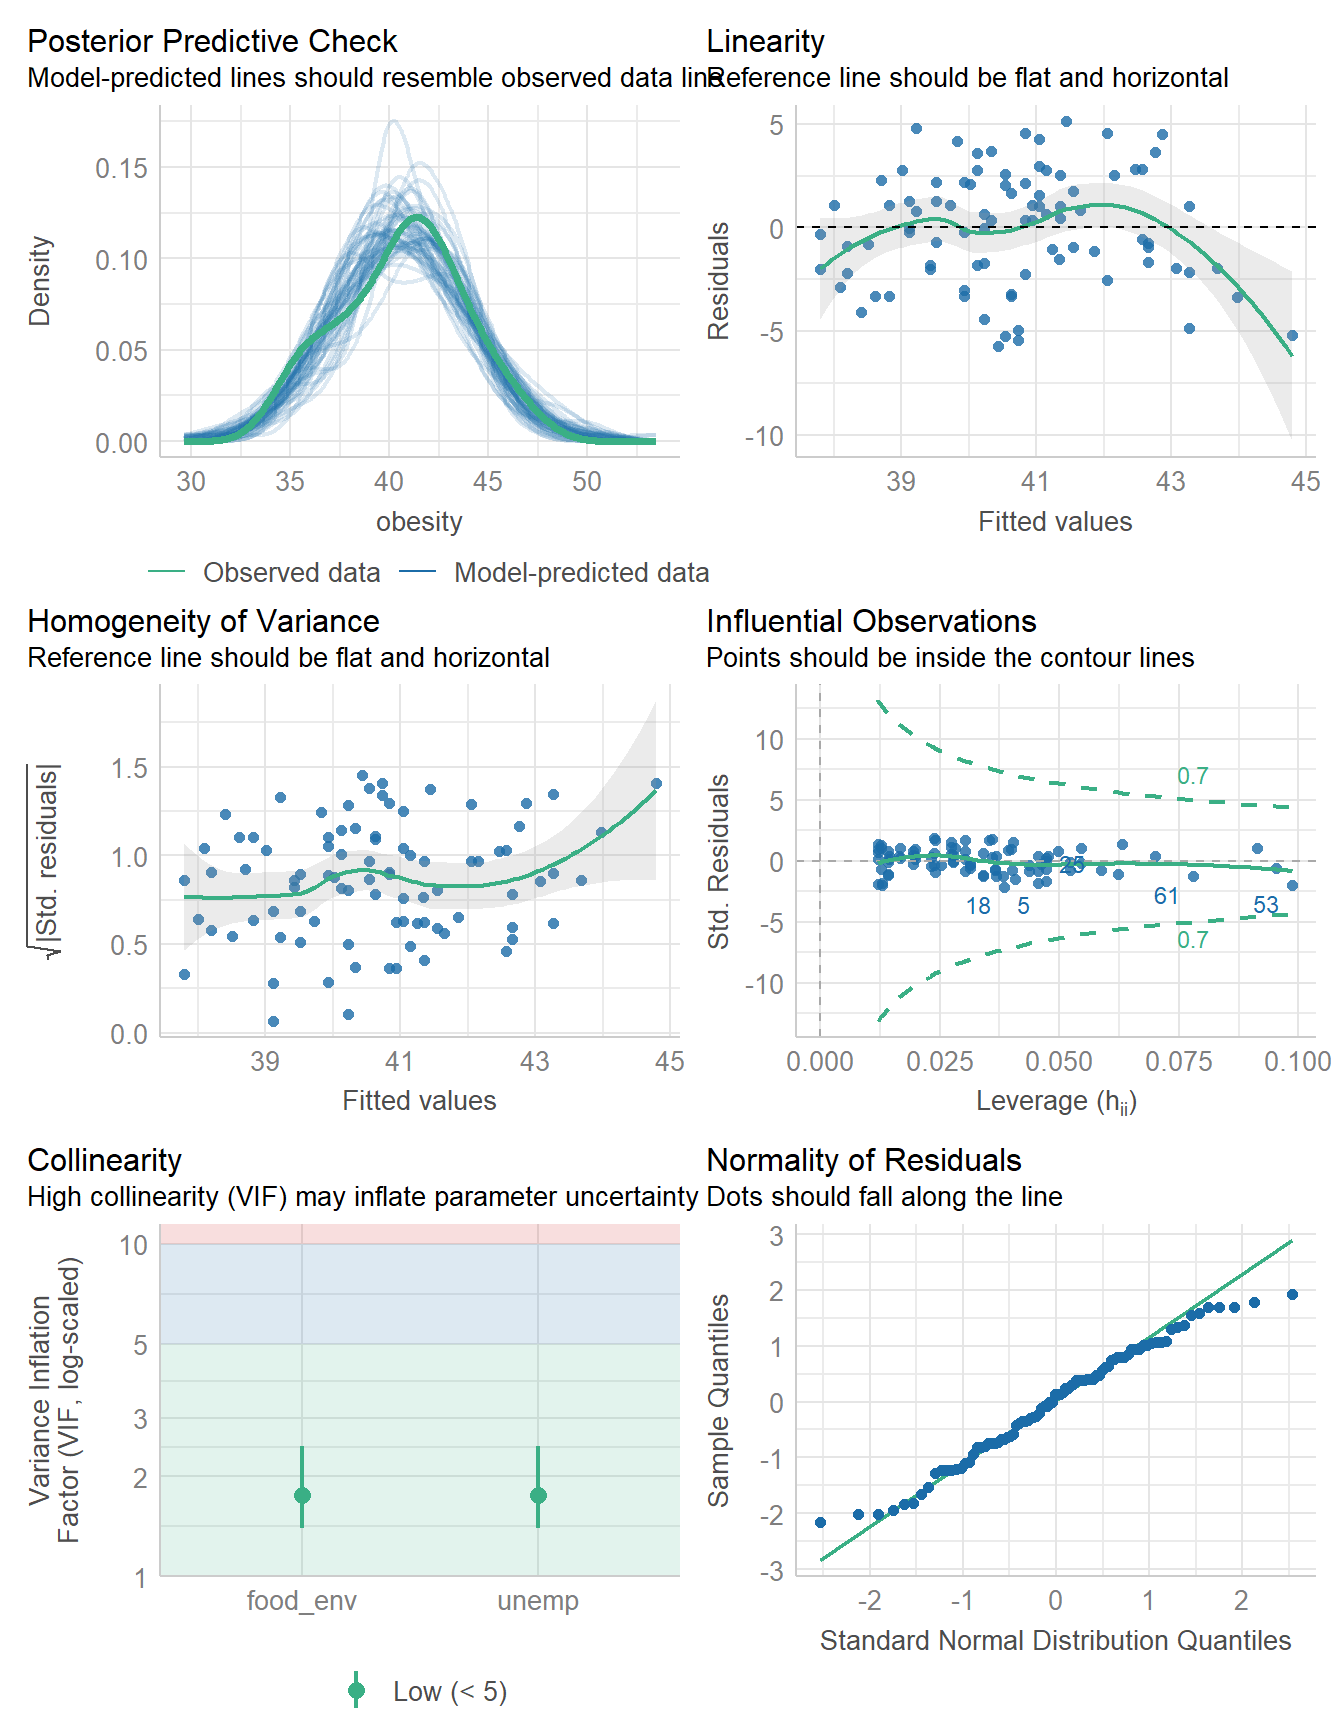 Posterior Predictive Check
Model-predicted lines should resemble observed data line
0.15
0.10
0.05
0.00
Density
30 35 40 45 50
obesity
Observed data Model-predicted data
Linearity
Reference line should be flat and horizontal
5
0
-5
-10
Residuals
39 41 43 45
Fitted values
Homogeneity of Variance
Reference line should be flat and horizontal
1.5
1.0
0.5
0.0
√|Std. residuals|
39 41 43 45
Fitted values
Influential Observations
Points should be inside the contour lines
10
5
0
-5
-10
Std. Residuals
0.7
18 5 61 53
0.7
0.000 0.025 0.050 0.075 0.100
Leverage (hii)
Collinearity
High collinearity (VIF) may inflate parameter uncertainty
10
5
3
2
1
Variance Inflation
Factor (VIF, log-scaled)
food_env unemp
Low (< 5)
Normality of Residuals
Dots should fall along the line
3
2
1
0
-1
-2
-3
Sample Quantiles
-2 -1 0 1 2
Standard Normal Distribution Quantiles